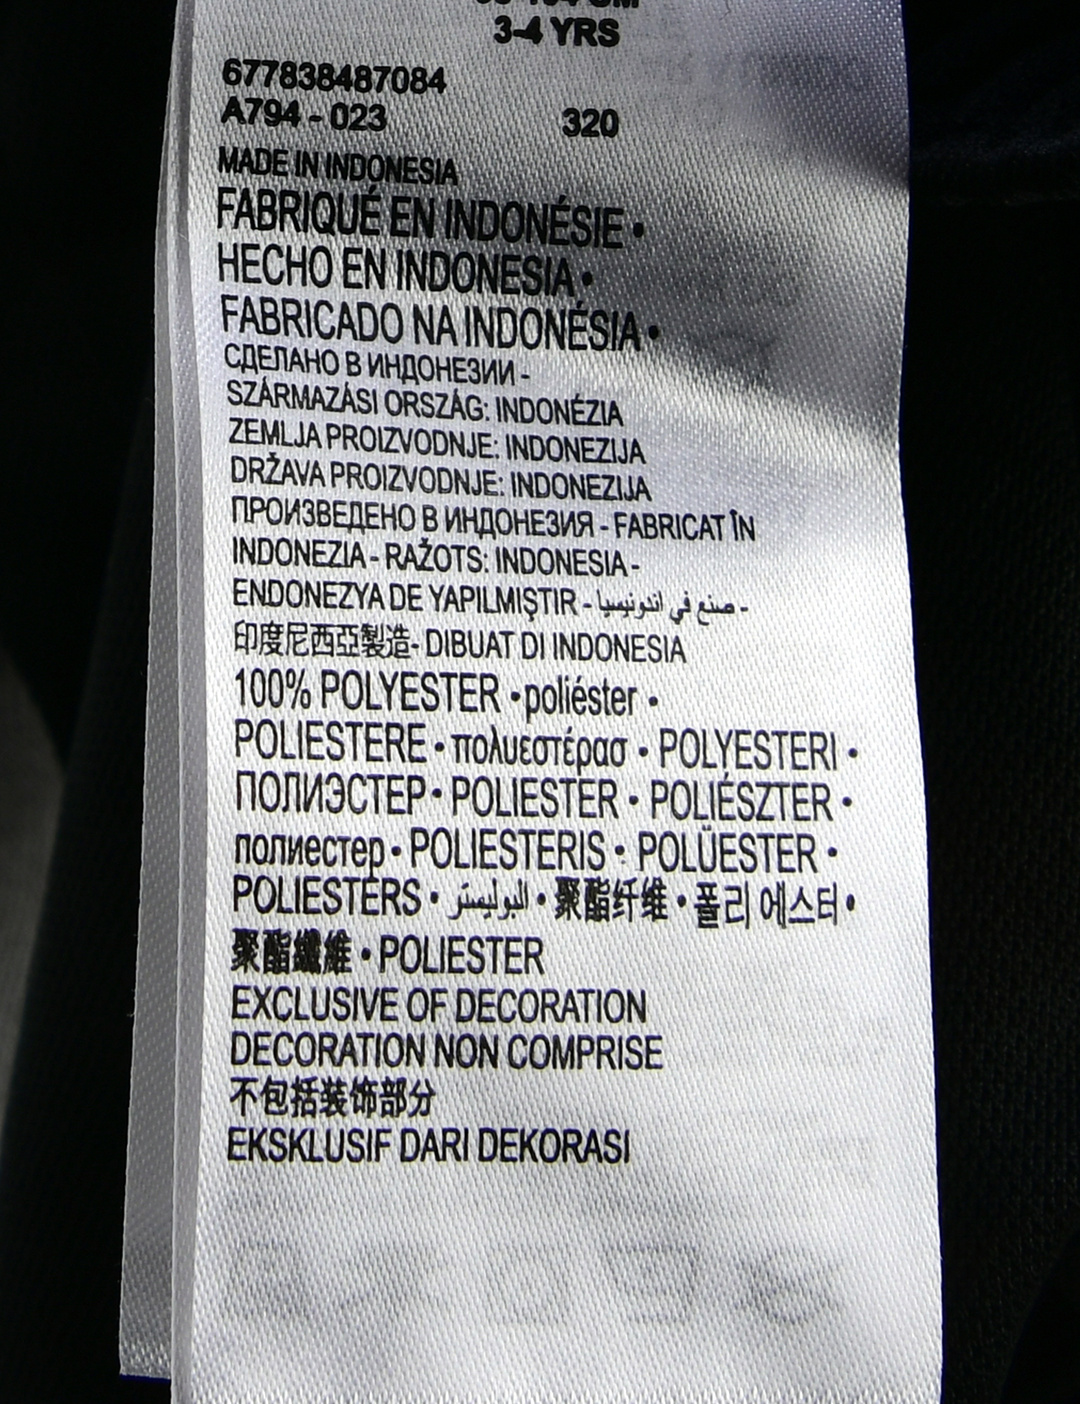 3-4 YRS
677838487084
A794 - 023 320
MADE IN INDONESIA
FABRIQUÉ EN INDONÉSIE •
HECHO EN INDONESIA •
FABRICADO NA INDONÉSIA •
СДЕЛАНО В ИНДОНЕЗИИ -
SZÁRMAZÁSI ORSZÁG: INDONÉZIA
ZEMLJA PROIZVODNJE: INDONEZIJA
DRŽAVA PROIZVODNJE: INDONEZIJA
ПРОИЗВЕДЕНО В ИНДОНЕЗИЯ - FABRICAT ÎN
INDONEZIA - RAŽOTS: INDONESIA -
ENDONEZYA DE YAPILMIŞTIR - صنع في اندونيسيا -
印度尼西亞製造- DIBUAT DI INDONESIA
100% POLYESTER • poliéster •
POLIESTERE • πολυεστέρασ • POLYESTERI •
ПОЛИЭСТЕР • POLIESTER • POLIÉSZTER •
полиестер • POLIESTERIS • POLÜESTER •
POLIESTERS • البوليستر • 聚酯纤维 • 폴리 에스터 •
聚酯纖維 • POLIESTER
EXCLUSIVE OF DECORATION
DECORATION NON COMPRISE
不包括装饰部分
EKSKLUSIF DARI DEKORASI